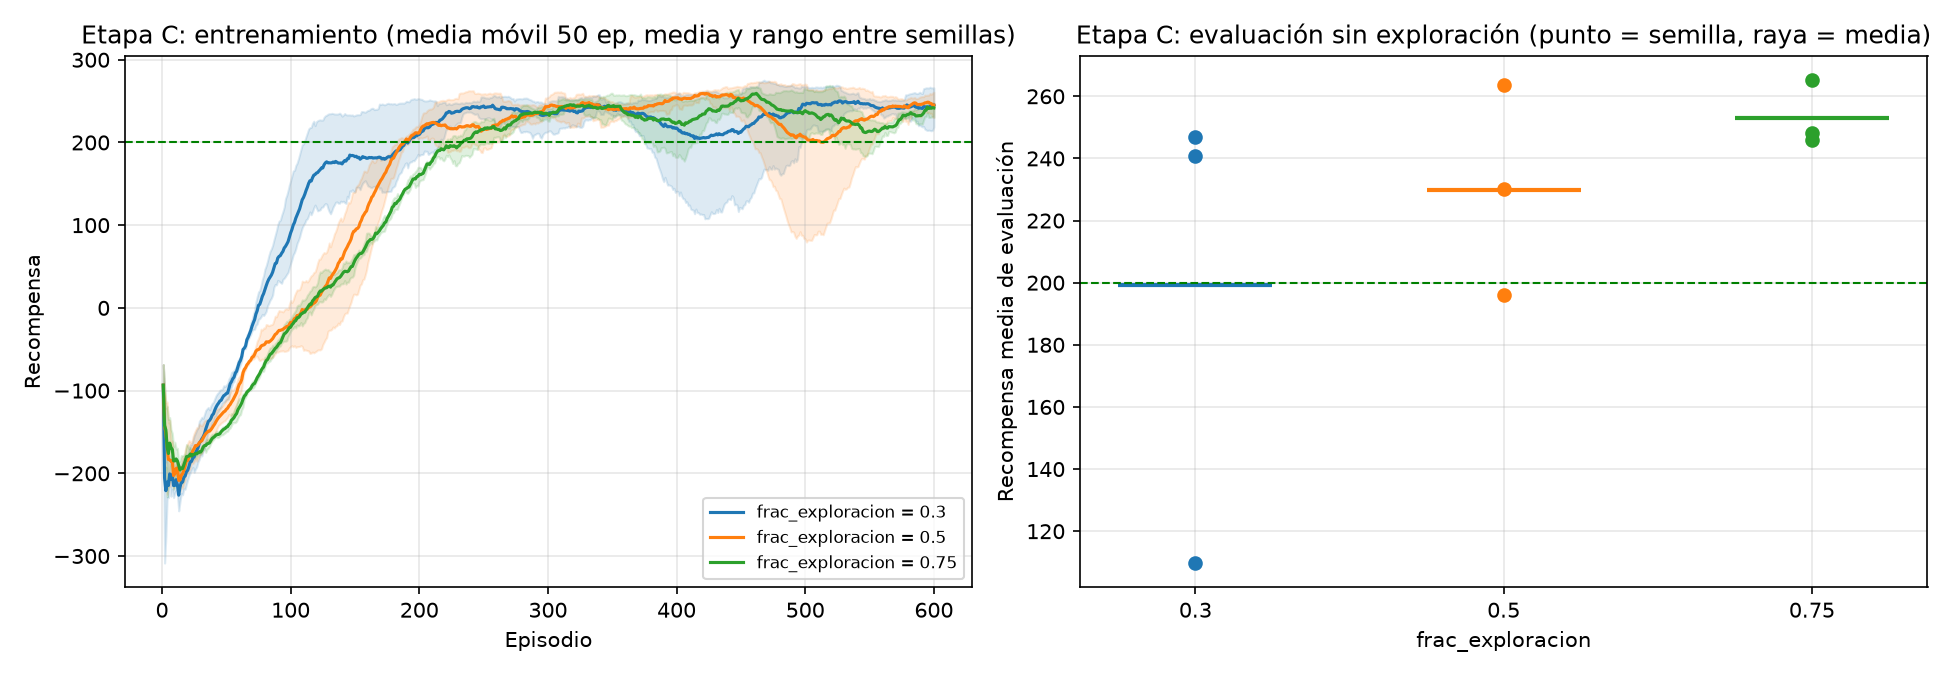 Etapa C: entrenamiento (media móvil 50 ep, media y rango entre semillas)
300
200
100
0
−100
−200
−300
Recompensa
0 100 200 300 400 500 600
Episodio
frac_exploracion = 0.3
frac_exploracion = 0.5
frac_exploracion = 0.75
Etapa C: evaluación sin exploración (punto = semilla, raya = media)
260
240
220
200
180
160
140
120
Recompensa media de evaluación
0.3 0.5 0.75
frac_exploracion